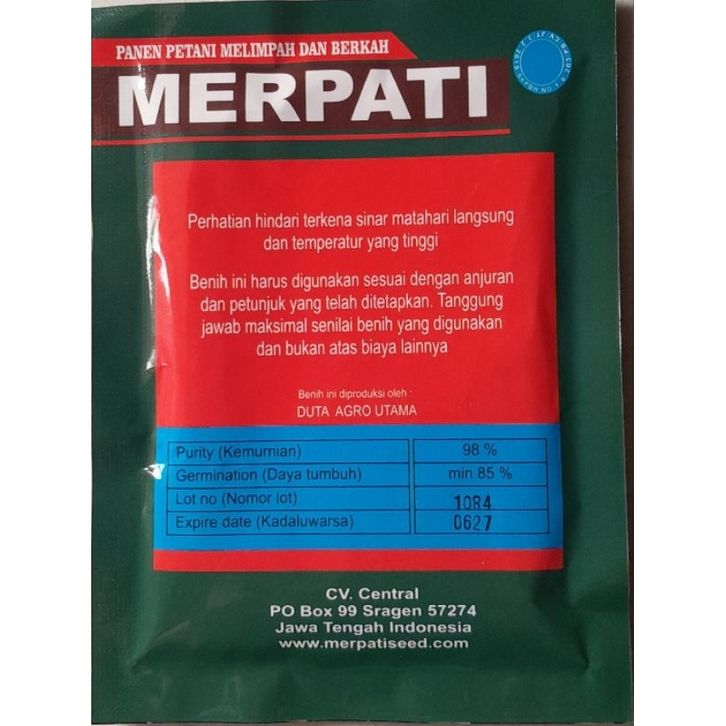 PANEN PETANI MELIMPAH DAN BERKAH
MERPATI
Perhatian hindari terkena sinar matahari langsung
dan temperatur yang tinggi
Benih ini harus digunakan sesuai dengan anjuran
dan petunjuk yang telah ditetapkan. Tanggung
jawab maksimal senilai benih yang digunakan
dan bukan atas biaya lainnya
Benih ini diproduksi oleh :
DUTA AGRO UTAMA
Purity (Kemurnian) 98 %
Germination (Daya tumbuh) min 85 %
Lot no (Nomor lot) 1084
Expire date (Kadaluwarsa) 0627
CV. Central
PO Box 99 Sragen 57274
Jawa Tengah Indonesia
www.merpatiseed.com